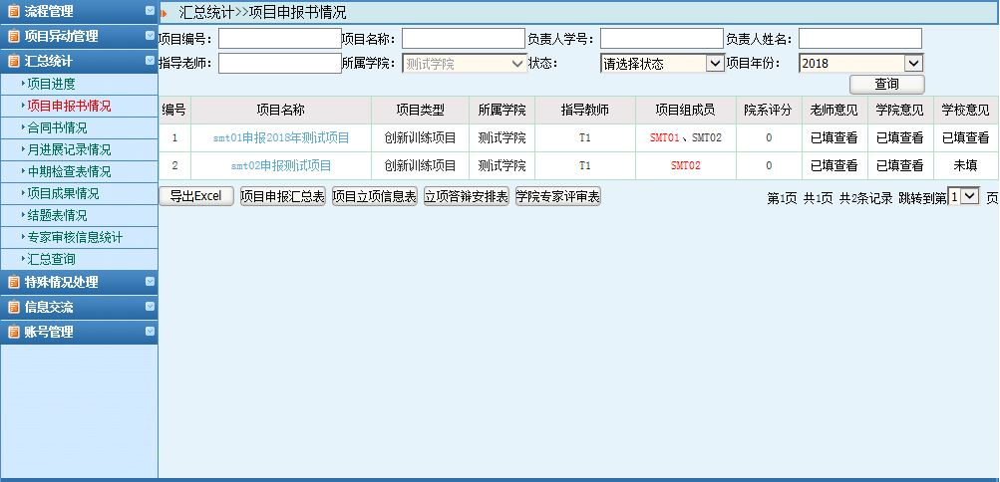 流程管理
项目异动管理
汇总统计
项目进度
项目申报书情况
合同书情况
月进展记录情况
中期检查表情况
项目成果情况
结题表情况
专家审核信息统计
汇总查询
特殊情况处理
信息交流
账号管理
汇总统计>>项目申报书情况
项目编号: 项目名称: 负责人学号: 负责人姓名:
指导老师: 所属学院: 测试学院 状态: 请选择状态 项目年份: 2018
查询
编号 项目名称 项目类型 所属学院 指导教师 项目组成员 院系评分 老师意见 学院意见 学校意见
1 smt01申报2018年测试项目 创新训练项目 测试学院 T1 SMT01、SMT02 0 已填查看 已填查看 已填查看
2 smt02申报测试项目 创新训练项目 测试学院 T1 SMT02 0 已填查看 已填查看 未填
导出Excel 项目申报汇总表 项目立项信息表 立项答辩安排表 学院专家评审表 第1页 共1页 共2条记录 跳转到第 1 页